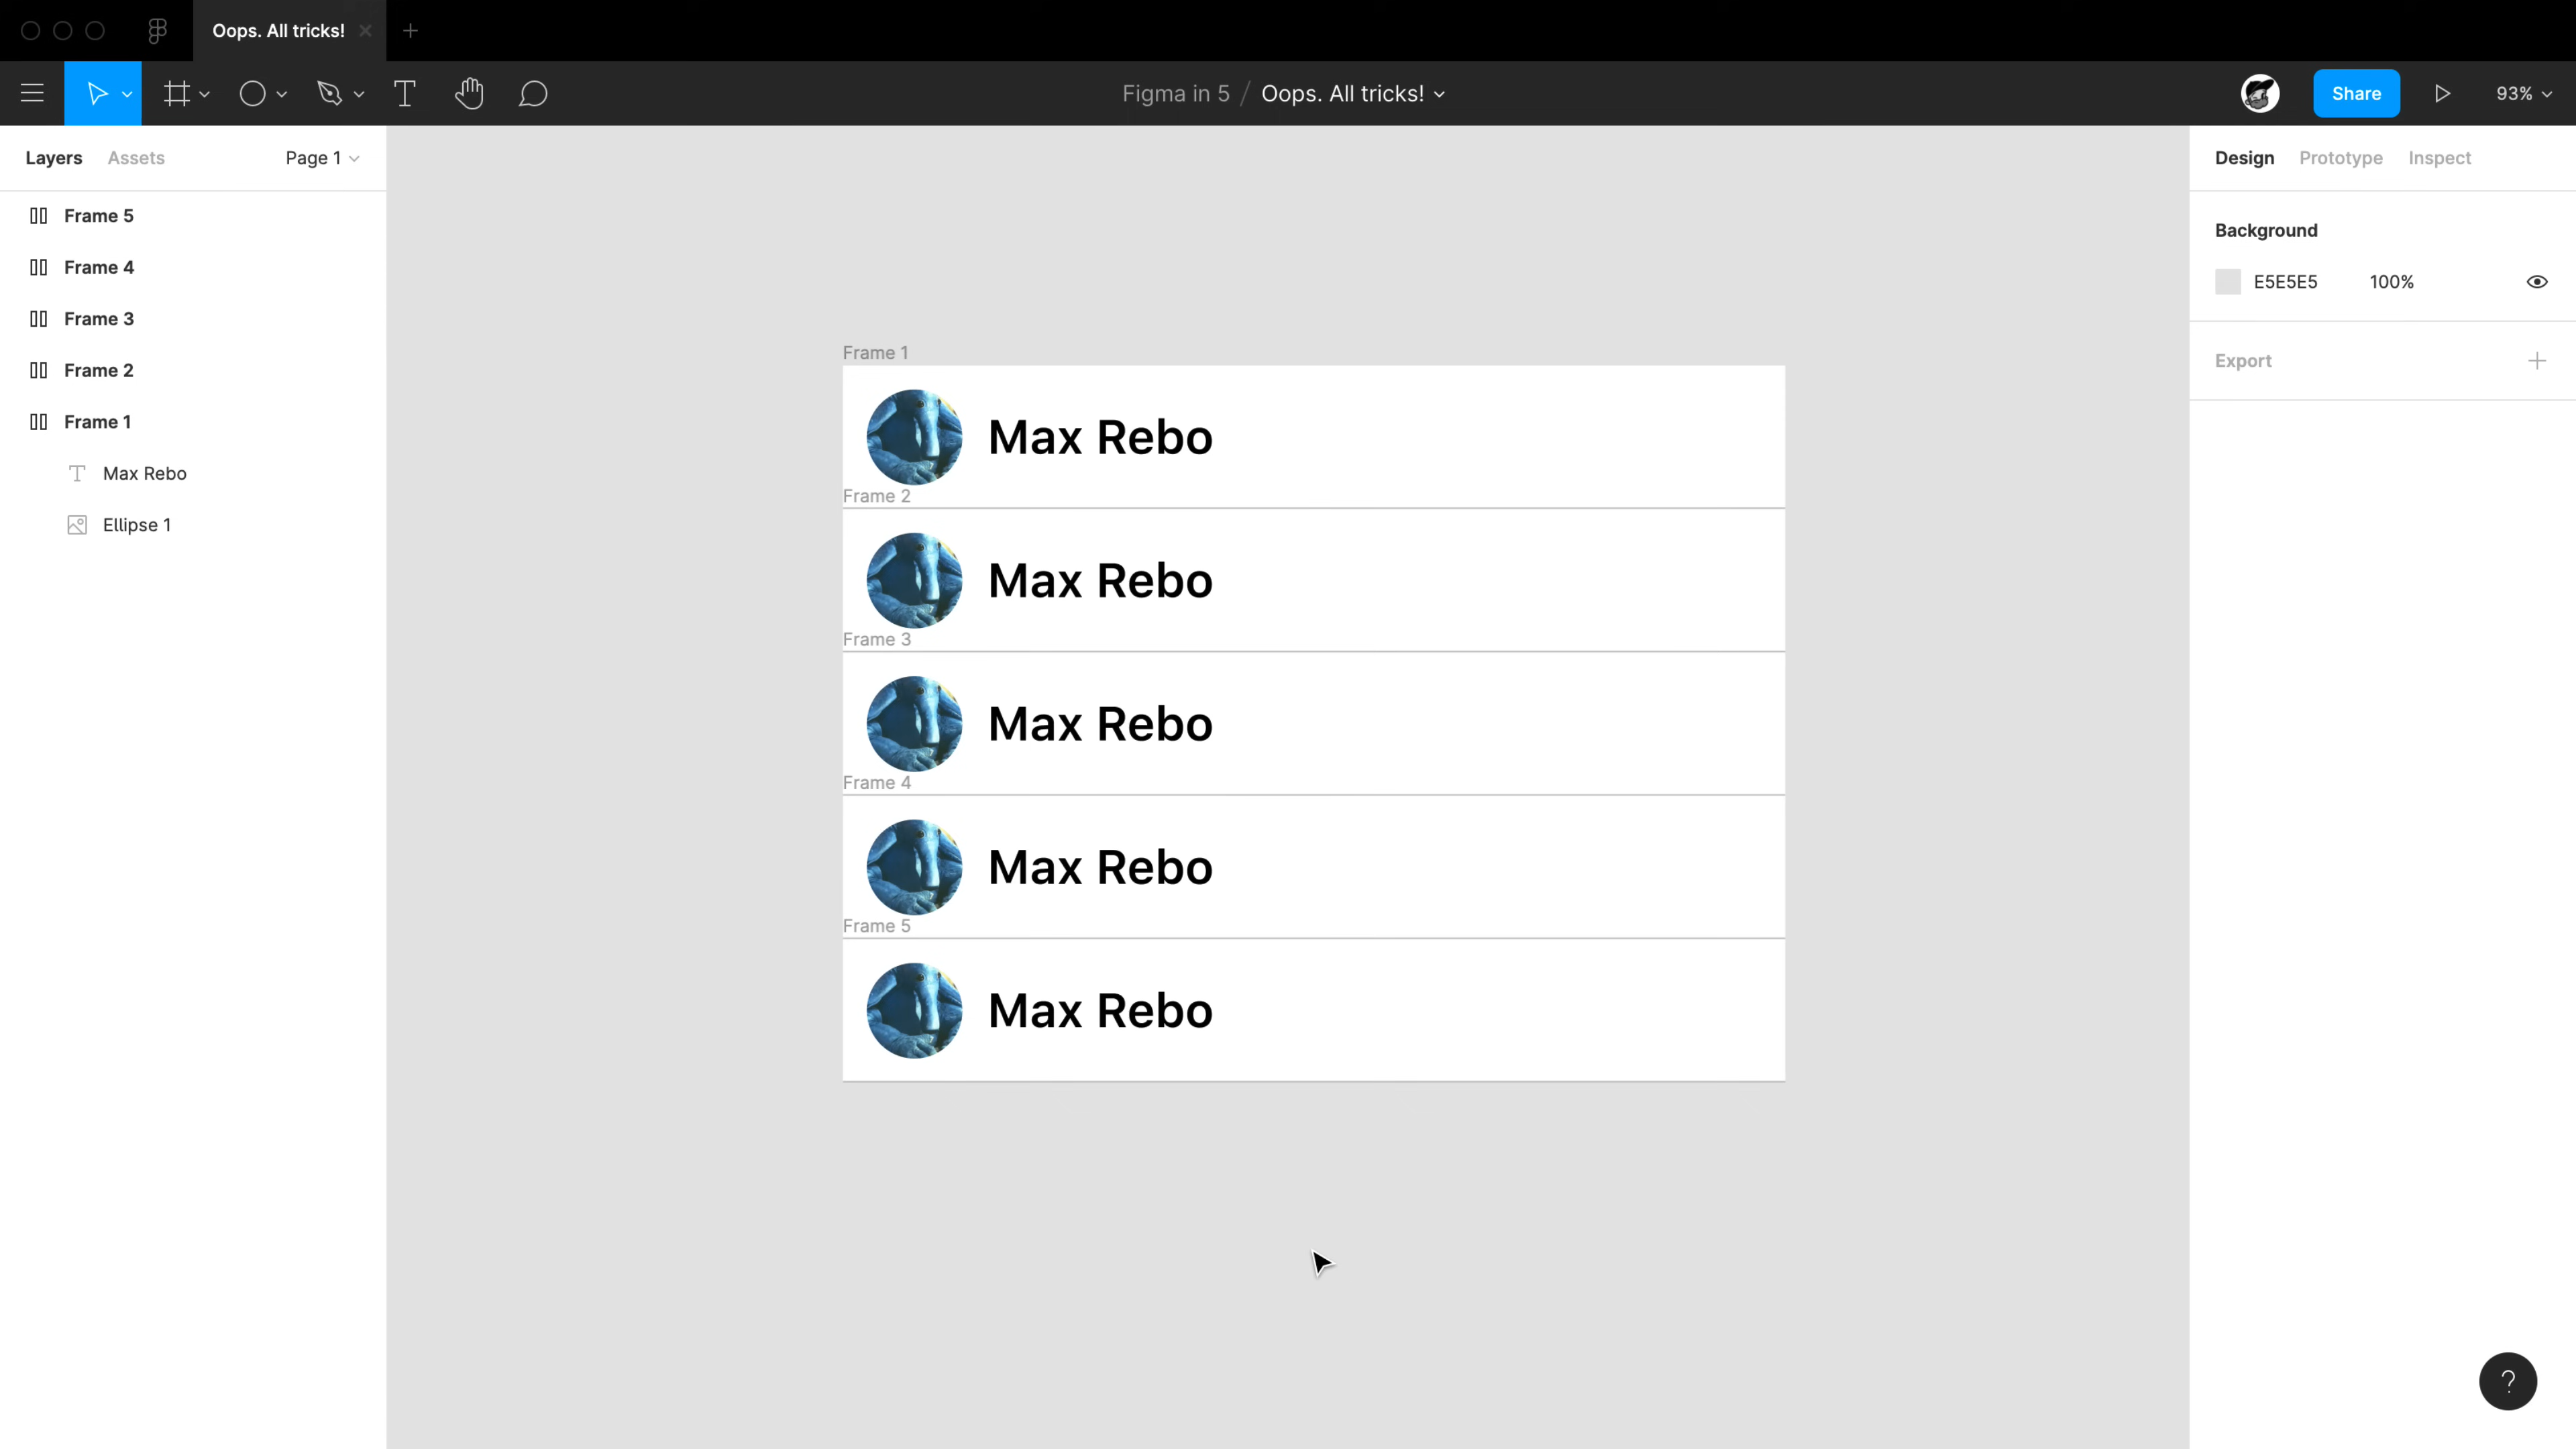 Oops. All tricks!
Figma in 5 / Oops. All tricks!
Share
93%
Layers
Assets
Page 1
Frame 5
Frame 4
Frame 3
Frame 2
Frame 1
Max Rebo
Ellipse 1
Frame 1
Max Rebo
Frame 2
Max Rebo
Frame 3
Max Rebo
Frame 4
Max Rebo
Frame 5
Max Rebo
Design
Prototype
Inspect
Background
E5E5E5
100%
Export
?